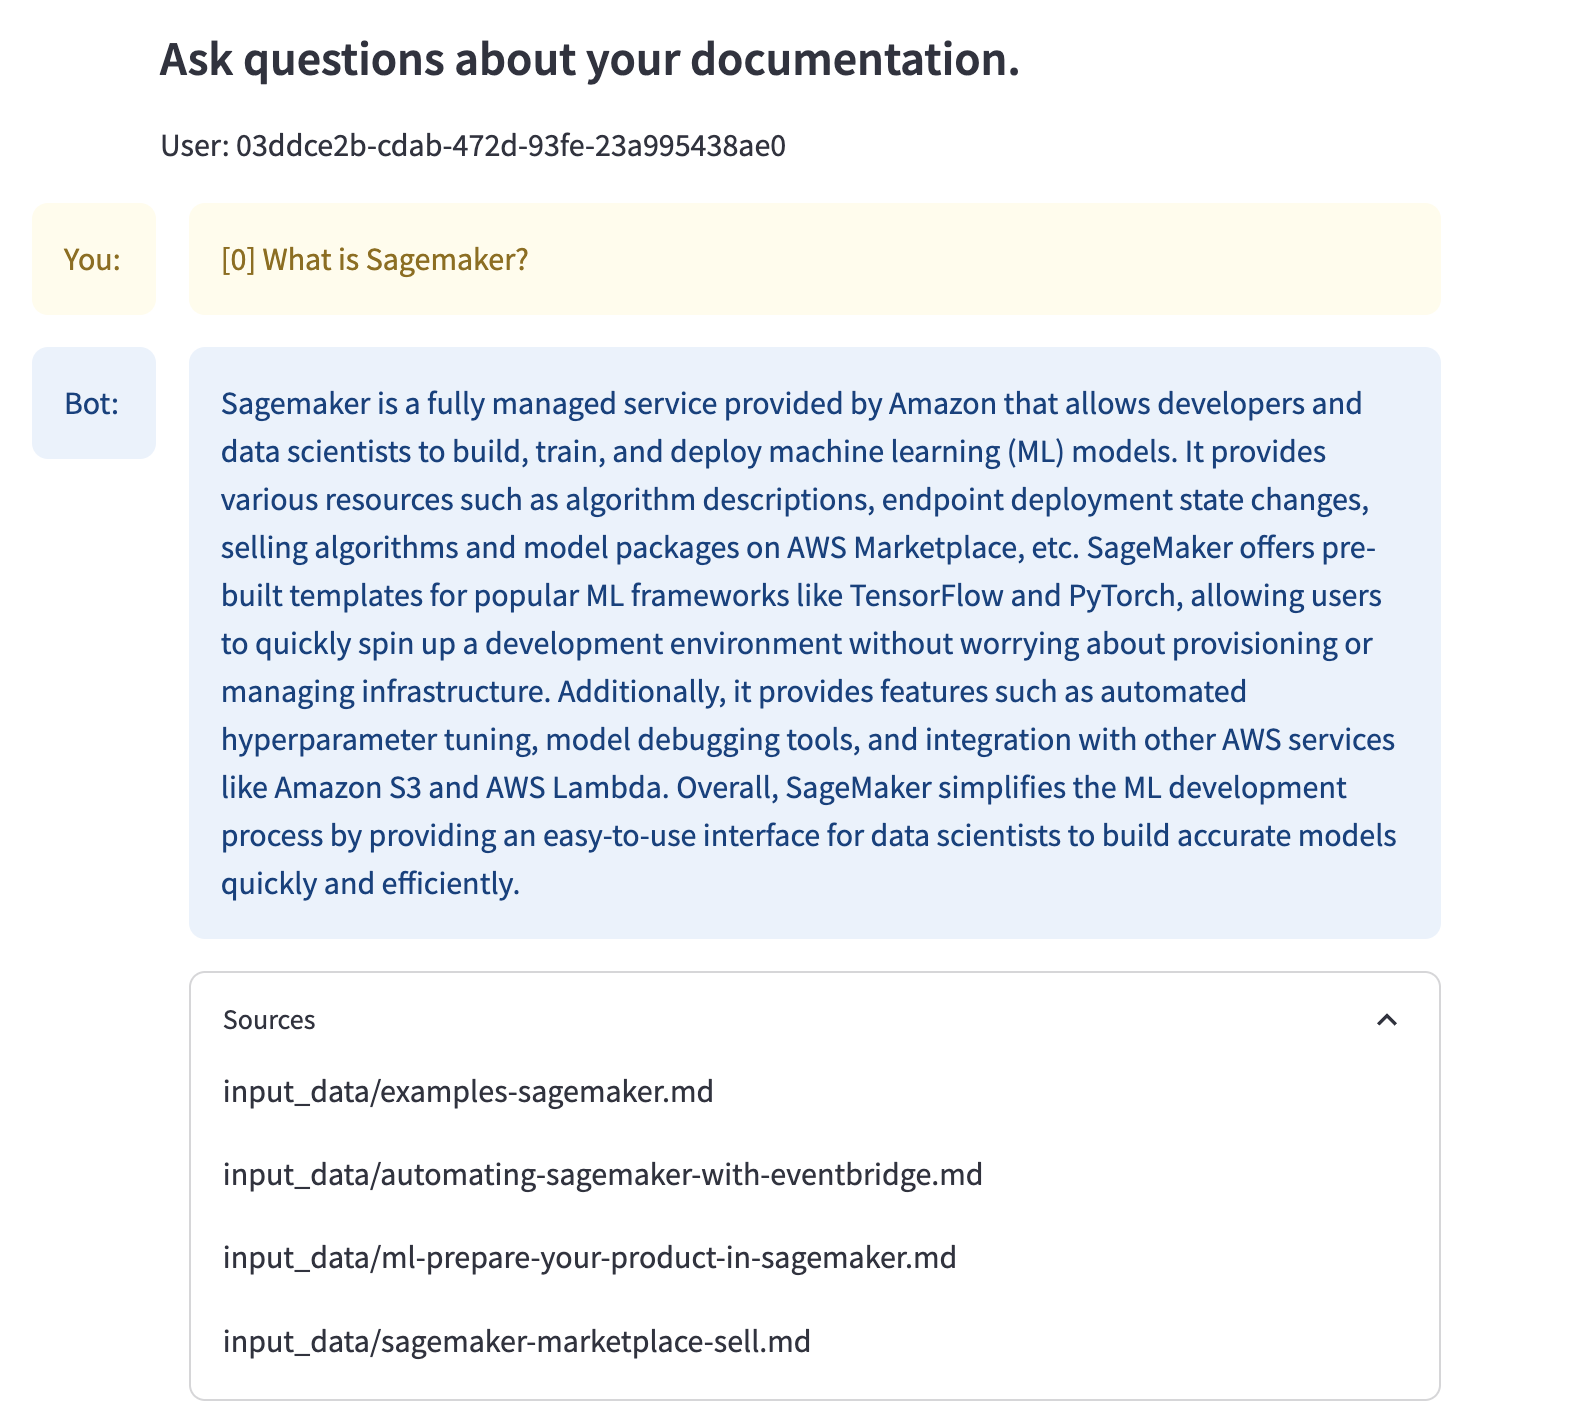 Ask questions about your documentation.
User: 03ddce2b-cdab-472d-93fe-23a995438ae0
You:
[0] What is Sagemaker?
Bot:
Sagemaker is a fully managed service provided by Amazon that allows developers and
data scientists to build, train, and deploy machine learning (ML) models. It provides
various resources such as algorithm descriptions, endpoint deployment state changes,
selling algorithms and model packages on AWS Marketplace, etc. SageMaker offers pre-
built templates for popular ML frameworks like TensorFlow and PyTorch, allowing users
to quickly spin up a development environment without worrying about provisioning or
managing infrastructure. Additionally, it provides features such as automated
hyperparameter tuning, model debugging tools, and integration with other AWS services
like Amazon S3 and AWS Lambda. Overall, SageMaker simplifies the ML development
process by providing an easy-to-use interface for data scientists to build accurate models
quickly and efficiently.
Sources
input_data/examples-sagemaker.md
input_data/automating-sagemaker-with-eventbridge.md
input_data/ml-prepare-your-product-in-sagemaker.md
input_data/sagemaker-marketplace-sell.md